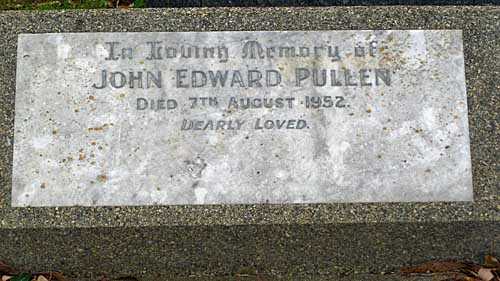 In Loving Memory of
JOHN EDWARD PULLEN
DIED 7TH AUGUST 1952.
DEARLY LOVED.